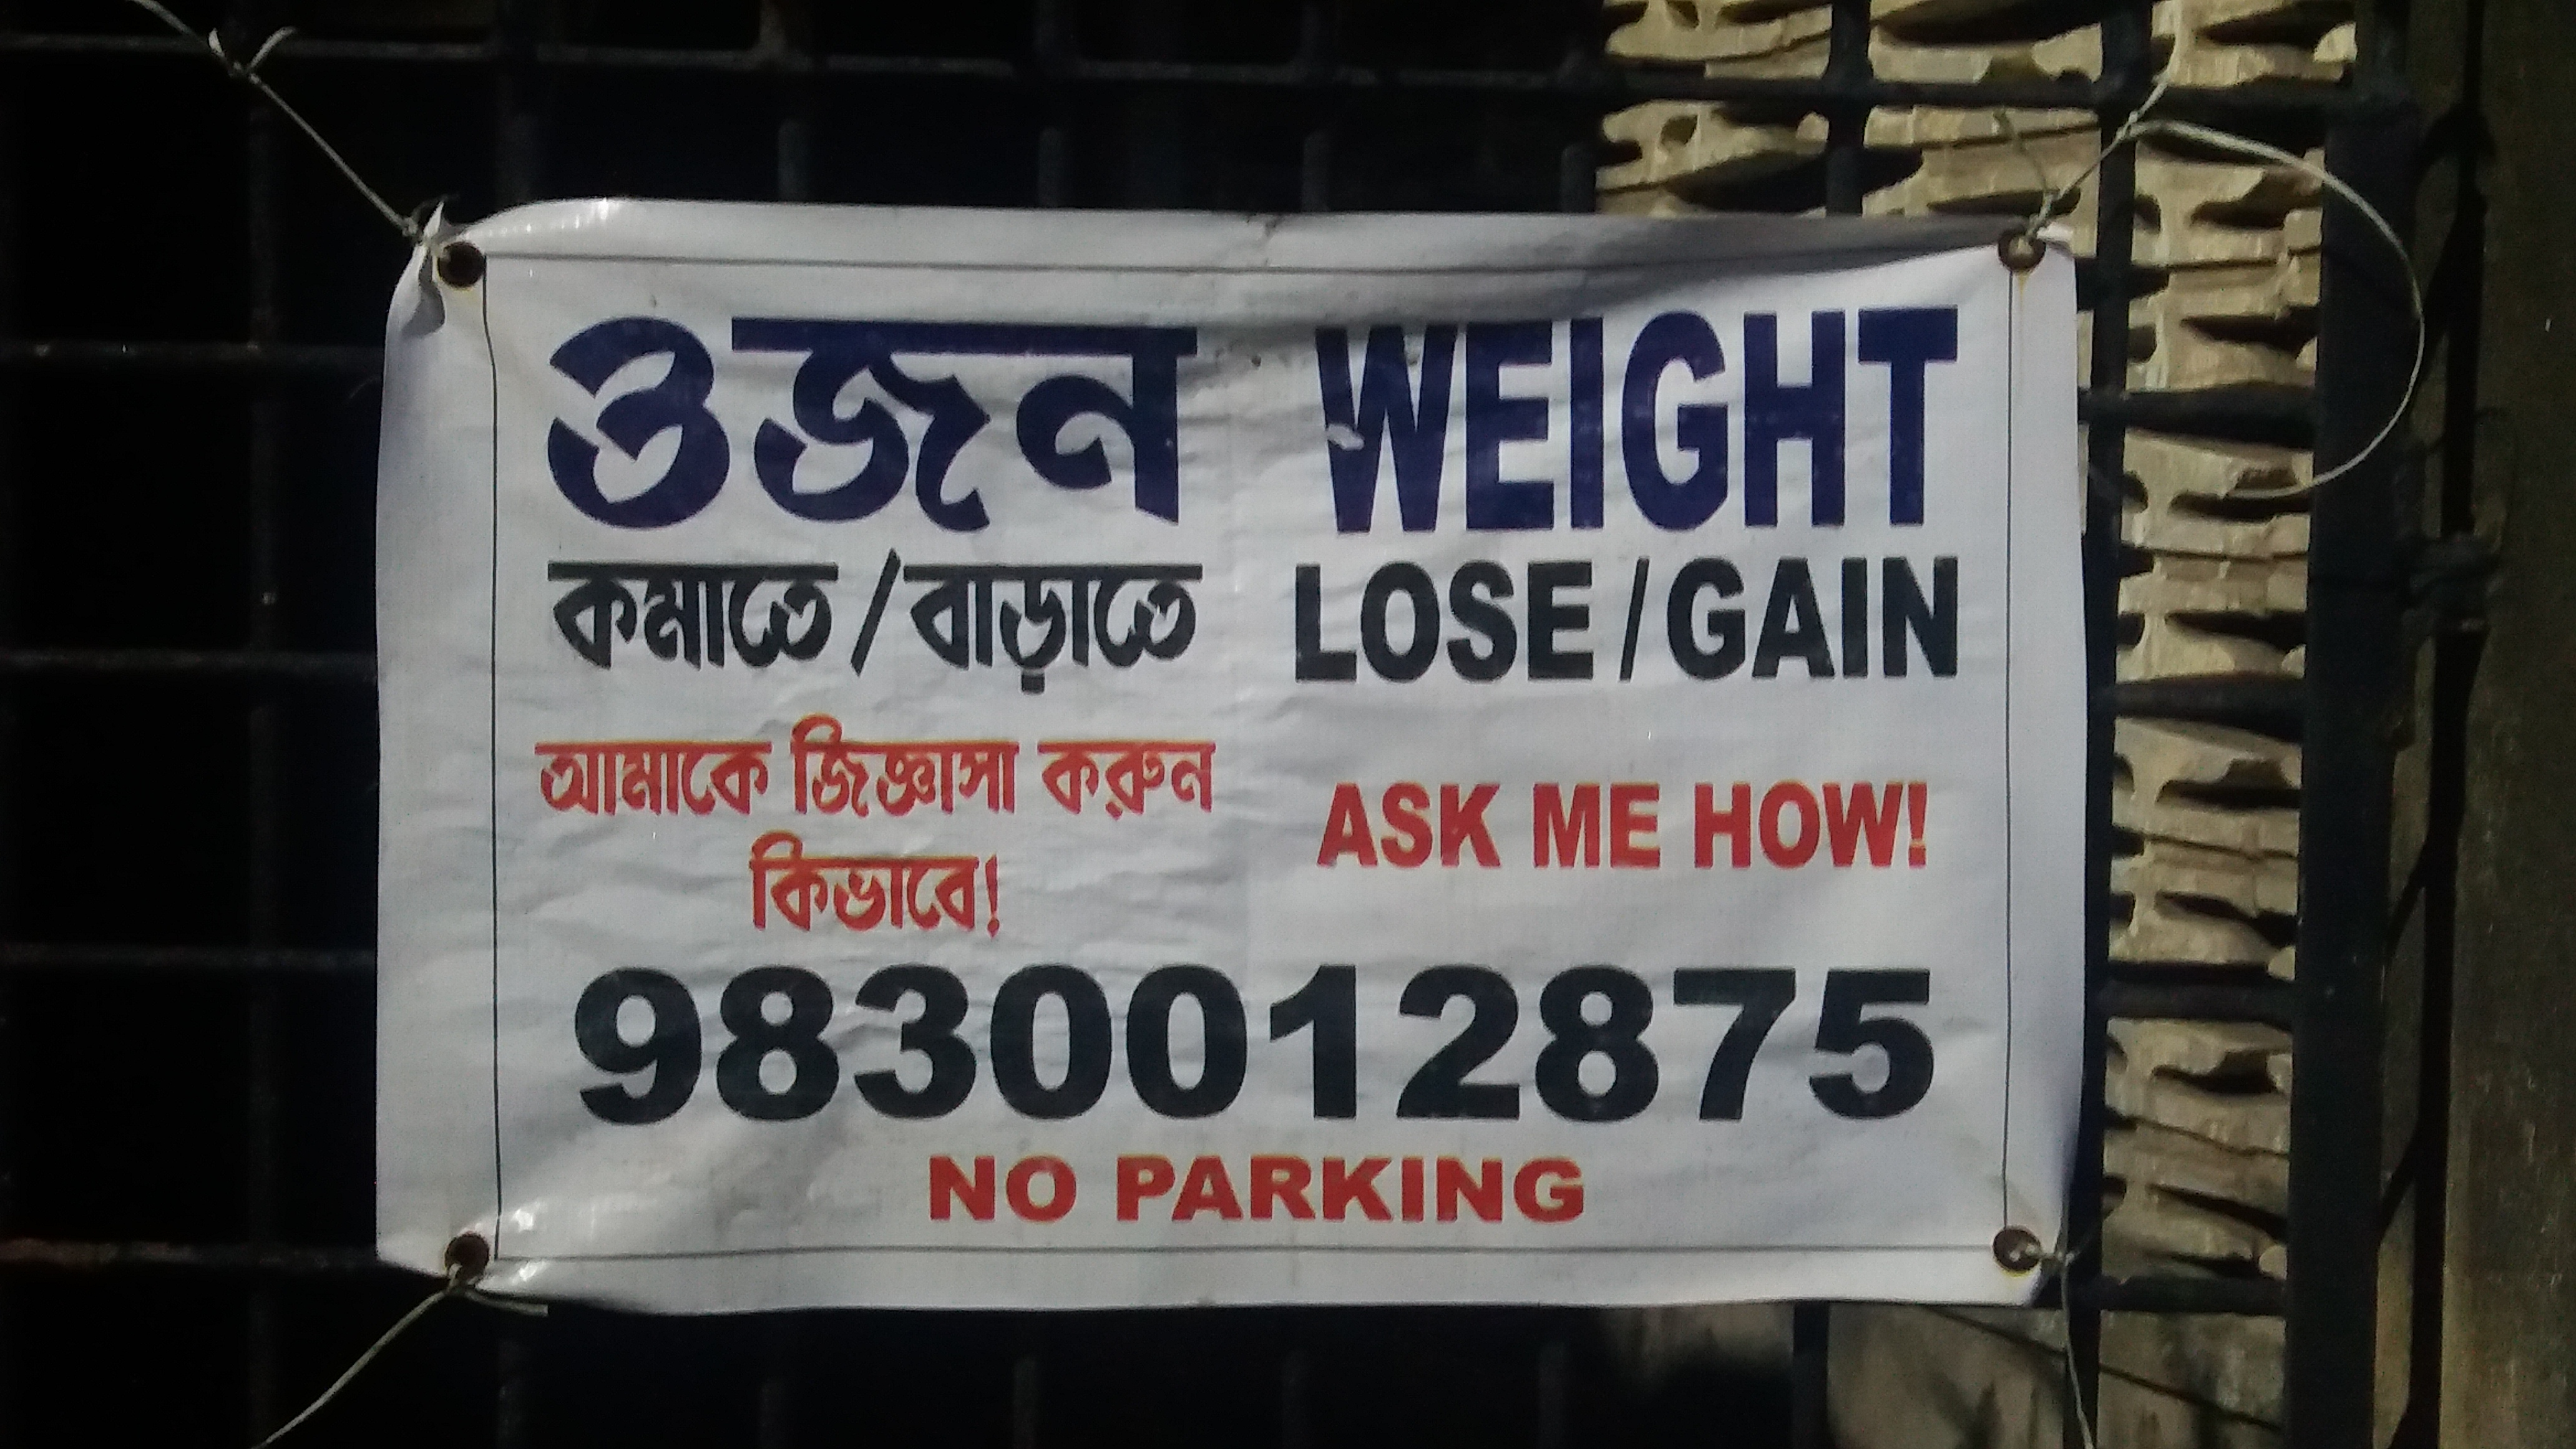 ওজন
কমাতে/বাড়াতে
আমাকে জিজ্ঞাসা করুন
কিভাবে!
WEIGHT
LOSE/GAIN
ASK ME HOW!
9830012875
NO PARKING